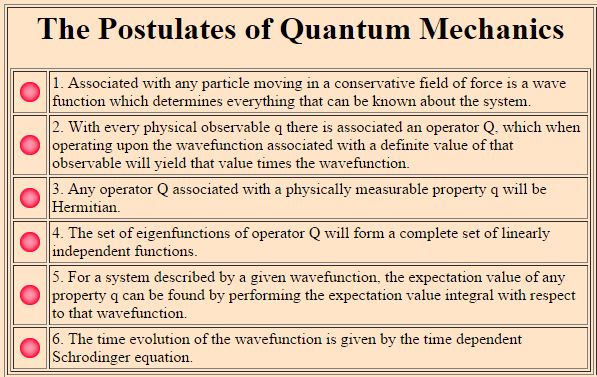 The Postulates of Quantum Mechanics
1. Associated with any particle moving in a conservative field of force is a wave
function which determines everything that can be known about the system.
2. With every physical observable q there is associated an operator Q, which when
operating upon the wavefunction associated with a definite value of that
observable will yield that value times the wavefunction.
3. Any operator Q associated with a physically measurable property q will be
Hermitian.
4. The set of eigenfunctions of operator Q will form a complete set of linearly
independent functions.
5. For a system described by a given wavefunction, the expectation value of any
property q can be found by performing the expectation value integral with respect
to that wavefunction.
6. The time evolution of the wavefunction is given by the time dependent
Schrodinger equation.